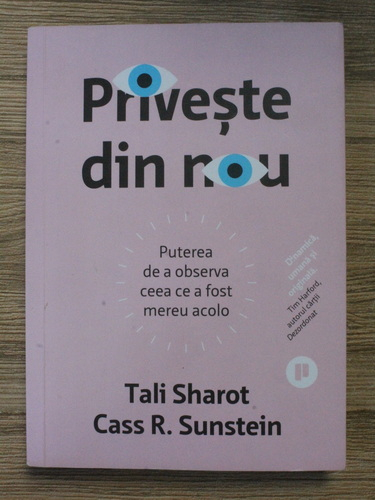 Privește
din nou
Puterea
de a observa
ceea ce a fost
mereu acolo
Dinamică,
umană și
originală.
Tim Harford,
autorul cărții
Dezordonat
P
Tali Sharot
Cass R. Sunstein